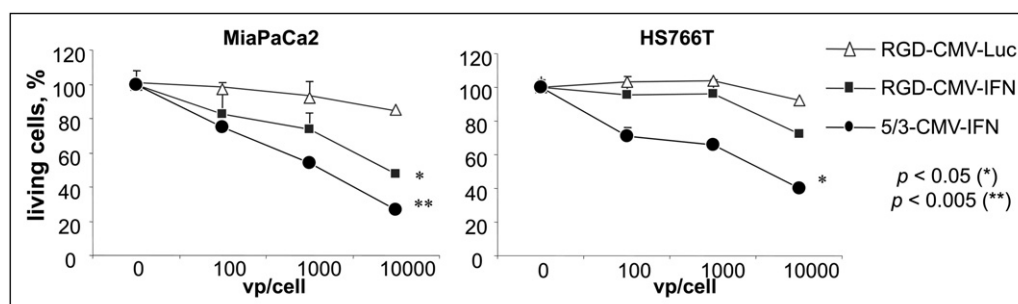 MiaPaCa2
living cells, %
120
100
80
60
40
20
0
*
**
0 100 1000 10000
vp/cell
HS766T
120
100
80
60
40
20
0
*
0 100 1000 10000
vp/cell
RGD-CMV-Luc
RGD-CMV-IFN
5/3-CMV-IFN
p < 0.05 (*)
p < 0.005 (**)